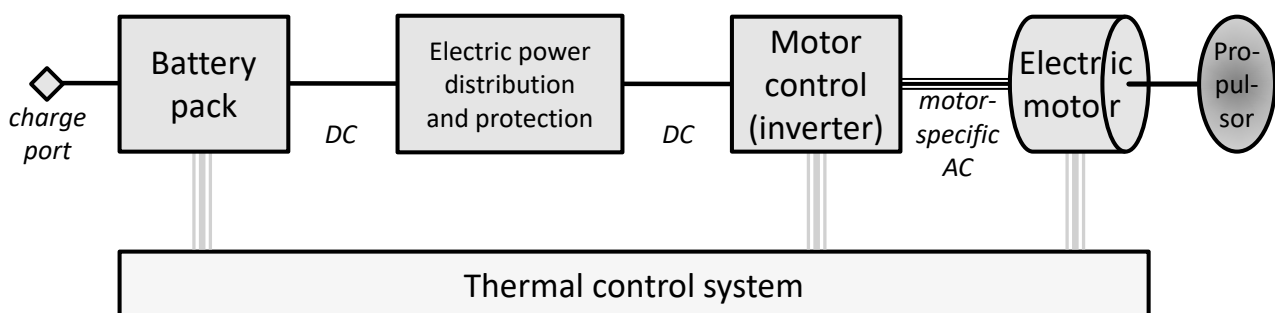 charge
port
Battery
pack
DC
Electric power
distribution
and protection
DC
Motor
control
(inverter)
motor-
specific
AC
Electric
motor
Pro-
pul-
sor
Thermal control system